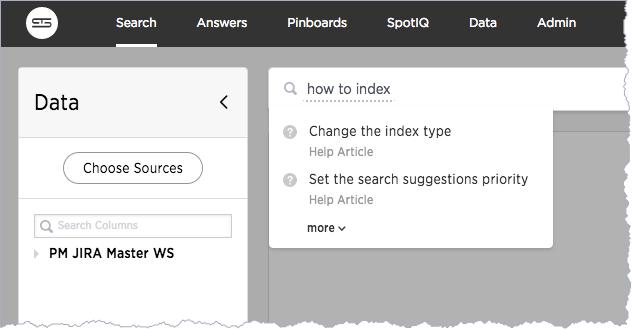 Search Answers Pinboards SpotIQ Data Admin
Data
Choose Sources
Search Columns
PM JIRA Master WS
how to index
Change the index type
Help Article
Set the search suggestions priority
Help Article
more